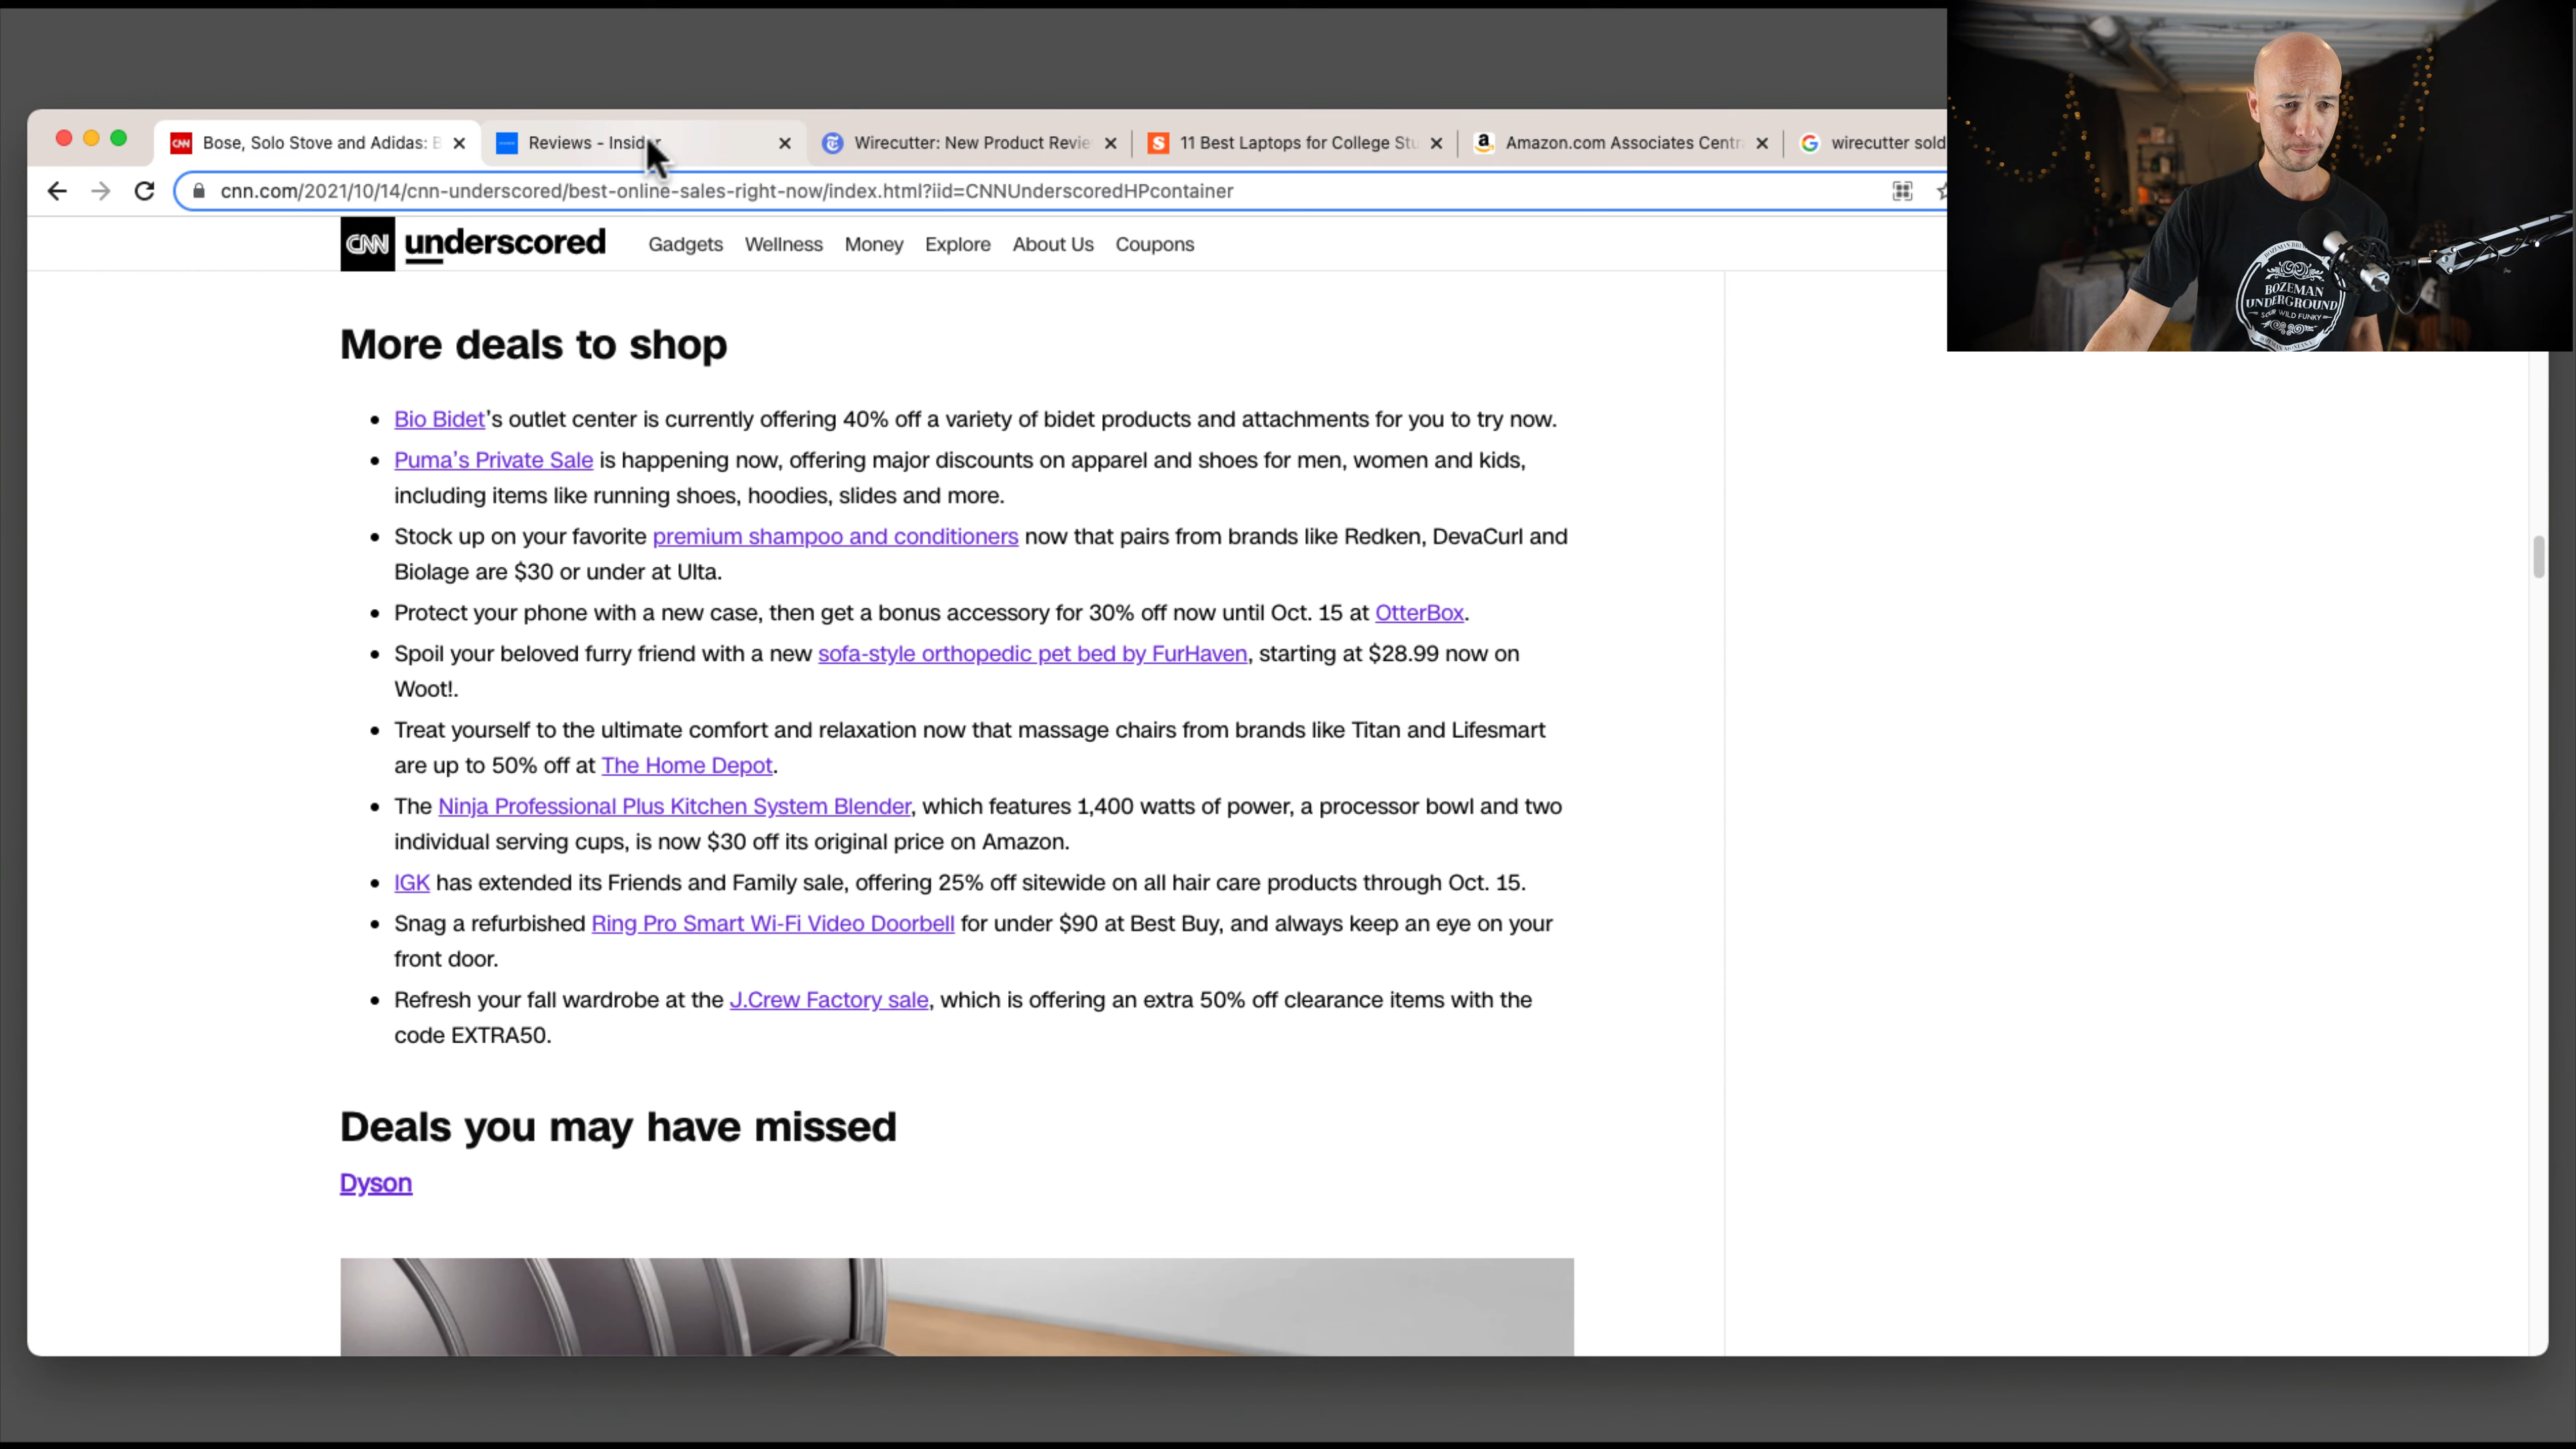 Bose, Solo Stove and Adidas: B
Reviews - Insider
Wirecutter: New Product Revie
11 Best Laptops for College Stu
Amazon.com Associates Centr
wirecutter sold
cnn.com/2021/10/14/cnn-underscored/best-online-sales-right-now/index.html?iid=CNNUnderscoredHPcontainer
CNN underscored Gadgets Wellness Money Explore About Us Coupons
BOZEMAN
UNDERGROUND
More deals to shop
Bio Bidet’s outlet center is currently offering 40% off a variety of bidet products and attachments for you to try now.
Puma’s Private Sale is happening now, offering major discounts on apparel and shoes for men, women and kids,
including items like running shoes, hoodies, slides and more.
Stock up on your favorite premium shampoo and conditioners now that pairs from brands like Redken, DevaCurl and
Biolage are $30 or under at Ulta.
Protect your phone with a new case, then get a bonus accessory for 30% off now until Oct. 15 at OtterBox.
Spoil your beloved furry friend with a new sofa-style orthopedic pet bed by FurHaven, starting at $28.99 now on
Woot!.
Treat yourself to the ultimate comfort and relaxation now that massage chairs from brands like Titan and Lifesmart
are up to 50% off at The Home Depot.
The Ninja Professional Plus Kitchen System Blender, which features 1,400 watts of power, a processor bowl and two
individual serving cups, is now $30 off its original price on Amazon.
IGK has extended its Friends and Family sale, offering 25% off sitewide on all hair care products through Oct. 15.
Snag a refurbished Ring Pro Smart Wi-Fi Video Doorbell for under $90 at Best Buy, and always keep an eye on your
front door.
Refresh your fall wardrobe at the J.Crew Factory sale, which is offering an extra 50% off clearance items with the
code EXTRA50.
Deals you may have missed
Dyson